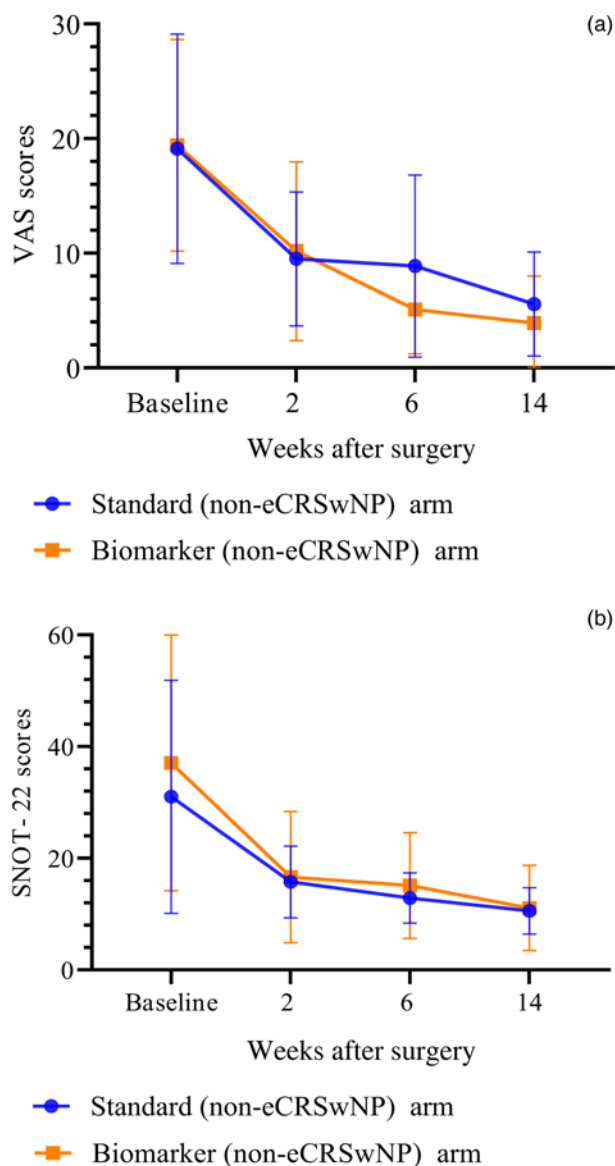 (a)
30
20
10
0
VAS scores
Baseline 2 6 14
Weeks after surgery
Standard (non-eCRSwNP) arm
Biomarker (non-eCRSwNP) arm
(b)
60
40
20
0
SNOT- 22 scores
Baseline 2 6 14
Weeks after surgery
Standard (non-eCRSwNP) arm
Biomarker (non-eCRSwNP) arm